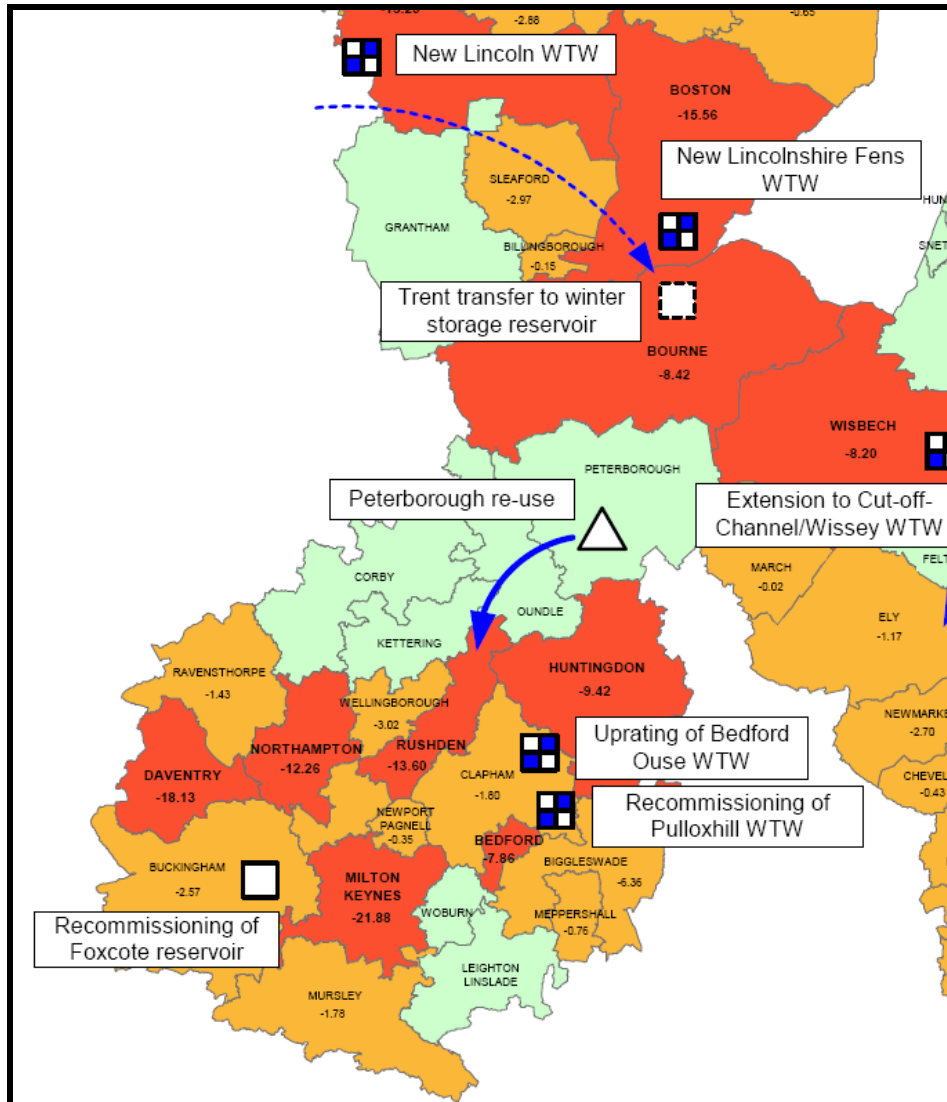 -2.88
-0.65
New Lincoln WTW
BOSTON
-15.56
New Lincolnshire Fens
WTW
SLEAFORD
-2.97
GRANTHAM
BILLINGBOROUGH
-0.15
Trent transfer to winter
storage reservoir
BOURNE
-8.42
WISBECH
-8.20
PETERBOROUGH
Peterborough re-use
Extension to Cut-off-
Channel/Wissey WTW
MARCH
-0.02
CORBY
OUNDLE
ELY
-1.17
KETTERING
HUNTINGDON
-9.42
RAVENSTHORPE
-1.43
WELLINGBOROUGH
-3.02
NEWMARKE
-2.70
NORTHAMPTON
-12.26
RUSHDEN
-13.60
Uprating of Bedford
Ouse WTW
DAVENTRY
-18.13
CLAPHAM
-1.80
CHEVEL
-0.43
Recommissioning of
Pulloxhill WTW
NEWPORT
PAGNELL
-0.35
BEDFORD
-7.86
BIGGLESWADE
-6.36
BUCKINGHAM
-2.57
MILTON
KEYNES
-21.88
WOBURN
MEPPERSHALL
-0.76
Recommissioning of
Foxcote reservoir
LEIGHTON
LINSLADE
MURSLEY
-1.78